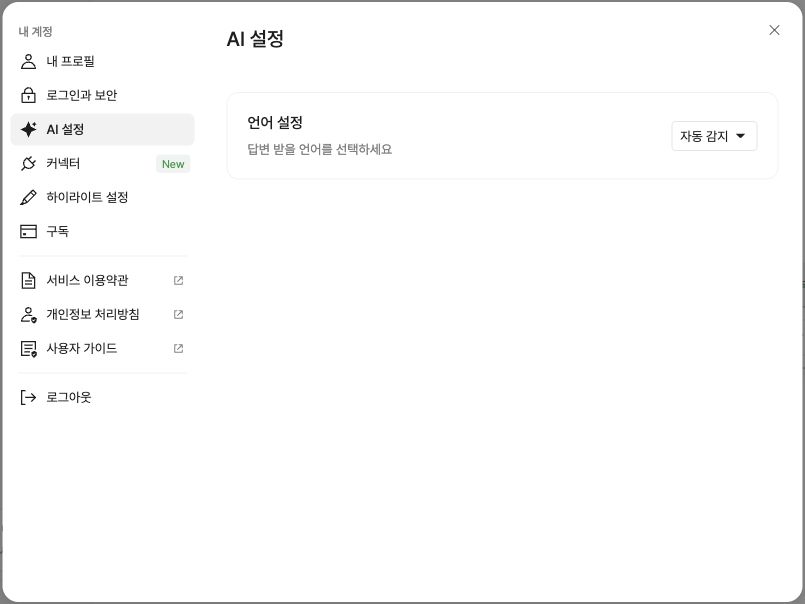 내 계정
내 프로필
로그인과 보안
AI 설정
커넥터 New
하이라이트 설정
구독
서비스 이용약관
개인정보 처리방침
사용자 가이드
로그아웃
AI 설정
언어 설정
답변 받을 언어를 선택하세요
자동 감지